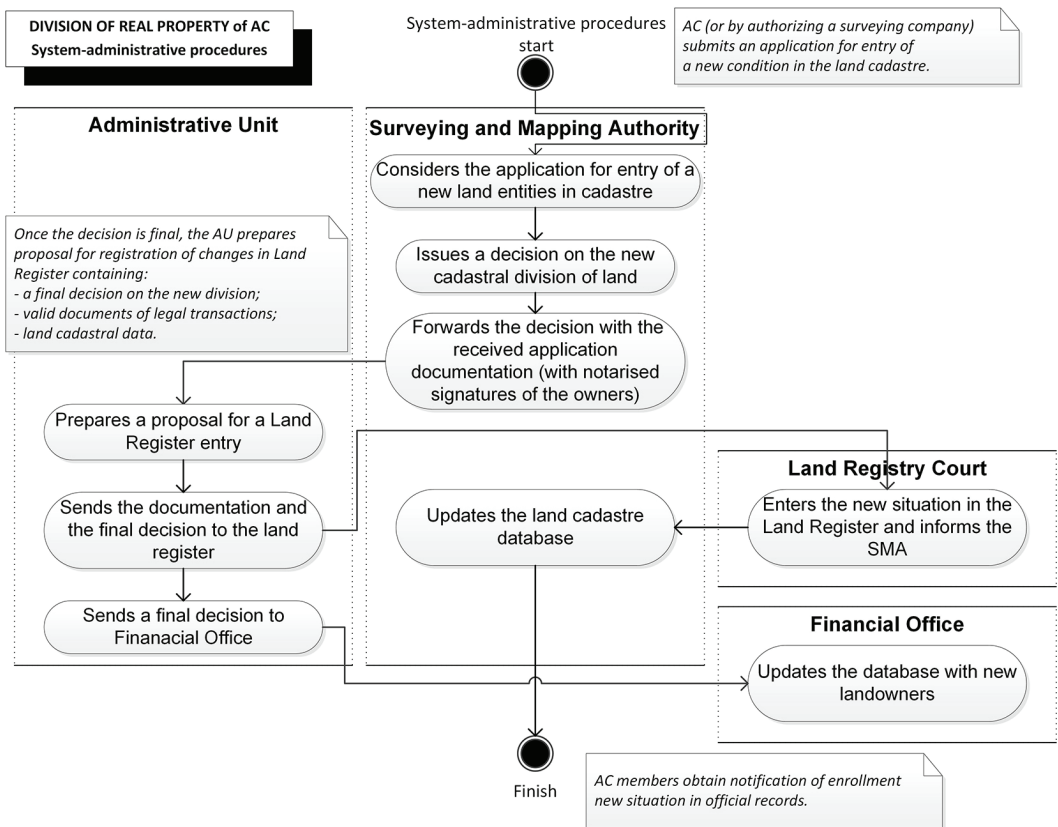 DIVISION OF REAL PROPERTY of AC
System-administrative procedures
System-administrative procedures
start
AC (or by authorizing a surveying company)
submits an application for entry of
a new condition in the land cadastre.
Administrative Unit
Surveying and Mapping Authority
Considers the application for entry of a
new land entities in cadastre
Once the decision is final, the AU prepares
proposal for registration of changes in Land
Register containing:
- a final decision on the new division;
- valid documents of legal transactions;
- land cadastral data.
Issues a decision on the new
cadastral division of land
Forwards the decision with the
received application
documentation (with notarised
signatures of the owners)
Prepares a proposal for a Land
Register entry
Sends the documentation and
the final decision to the land
register
Sends a final decision to
Finanacial Office
Land Registry Court
Enters the new situation in the
Land Register and informs the
SMA
Updates the land cadastre
database
Financial Office
Updates the database with new
landowners
Finish
AC members obtain notification of enrollment
new situation in official records.